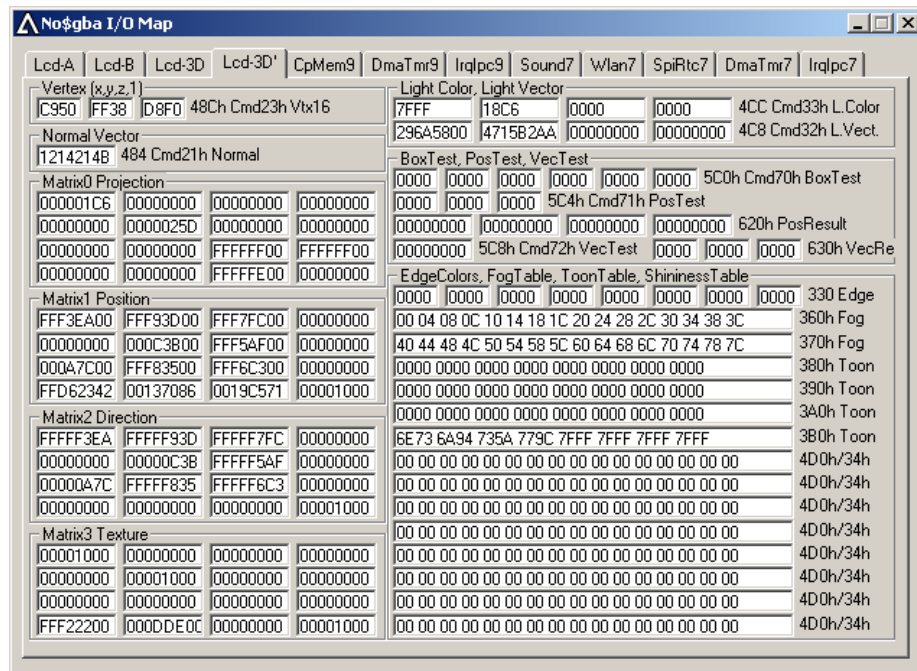 No$gba I/O Map
Lcd-A Lcd-B Lcd-3D Lcd-3D' CpMem9 DmaTmr9 IrqIpc9 Sound7 Wlan7 SpiRtc7 DmaTmr7 IrqIpc7
Vertex (x,y,z,1)
C950 FF38 D8F0 48Ch Cmd23h Vtx16
Normal Vector
1214214B 484 Cmd21h Normal
Matrix0 Projection
000001C6 00000000 00000000 00000000
00000000 0000025D 00000000 00000000
00000000 00000000 FFFFFF00 FFFFFF00
00000000 00000000 FFFFFE00 00000000
Matrix1 Position
FFF3EA00 FFF93D00 FFF7FC00 00000000
00000000 000C3B00 FFF5AF00 00000000
000A7C00 FFF83500 FFF6C300 00000000
FFD62342 00137086 0019C571 00001000
Matrix2 Direction
FFFFF3EA FFFFF93D FFFFF7FC 00000000
00000000 00000C3B FFFFF5AF 00000000
00000A7C FFFFF835 FFFFF6C3 00000000
00000000 00000000 00000000 00001000
Matrix3 Texture
00001000 00000000 00000000 00000000
00000000 00001000 00000000 00000000
00000000 00000000 00000000 00000000
FFF22200 000DDE00 00000000 00001000
Light Color, Light Vector
7FFF 18C6 0000 0000 4CC Cmd33h L.Color
296A5800 4715B2AA 00000000 00000000 4C8 Cmd32h L.Vect.
BoxTest, PosTest, VecTest
0000 0000 0000 0000 0000 0000 5C0h Cmd70h BoxTest
0000 0000 0000 5C4h Cmd71h PosTest
00000000 00000000 00000000 00000000 620h PosResult
00000000 5C8h Cmd72h VecTest 0000 0000 0000 630h VecRe
EdgeColors, FogTable, ToonTable, ShininessTable
0000 0000 0000 0000 0000 0000 0000 0000 330 Edge
00 04 08 0C 10 14 18 1C 20 24 28 2C 30 34 38 3C 360h Fog
40 44 48 4C 50 54 58 5C 60 64 68 6C 70 74 78 7C 370h Fog
0000 0000 0000 0000 0000 0000 0000 0000 380h Toon
0000 0000 0000 0000 0000 0000 0000 0000 390h Toon
0000 0000 0000 0000 0000 0000 0000 0000 3A0h Toon
6E73 6A94 735A 779C 7FFF 7FFF 7FFF 7FFF 3B0h Toon
00 00 00 00 00 00 00 00 00 00 00 00 00 00 00 00 4D0h/34h
00 00 00 00 00 00 00 00 00 00 00 00 00 00 00 00 4D0h/34h
00 00 00 00 00 00 00 00 00 00 00 00 00 00 00 00 4D0h/34h
00 00 00 00 00 00 00 00 00 00 00 00 00 00 00 00 4D0h/34h
00 00 00 00 00 00 00 00 00 00 00 00 00 00 00 00 4D0h/34h
00 00 00 00 00 00 00 00 00 00 00 00 00 00 00 00 4D0h/34h
00 00 00 00 00 00 00 00 00 00 00 00 00 00 00 00 4D0h/34h
00 00 00 00 00 00 00 00 00 00 00 00 00 00 00 00 4D0h/34h